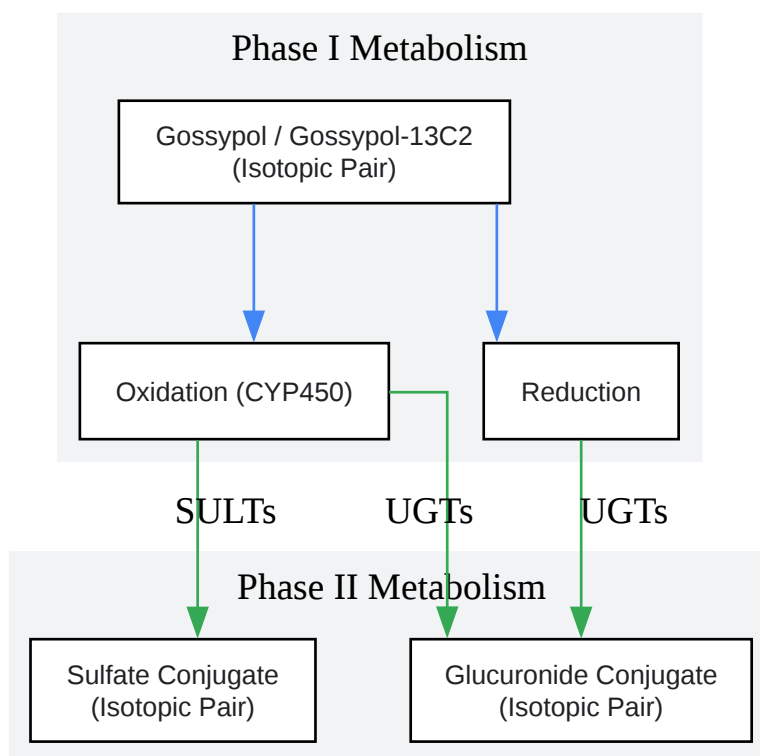 Phase I Metabolism
Gossypol / Gossypol-13C2
(Isotopic Pair)
Oxidation (CYP450)
Reduction
SULTs
UGTs
UGTs
Phase II Metabolism
Sulfate Conjugate
(Isotopic Pair)
Glucuronide Conjugate
(Isotopic Pair)